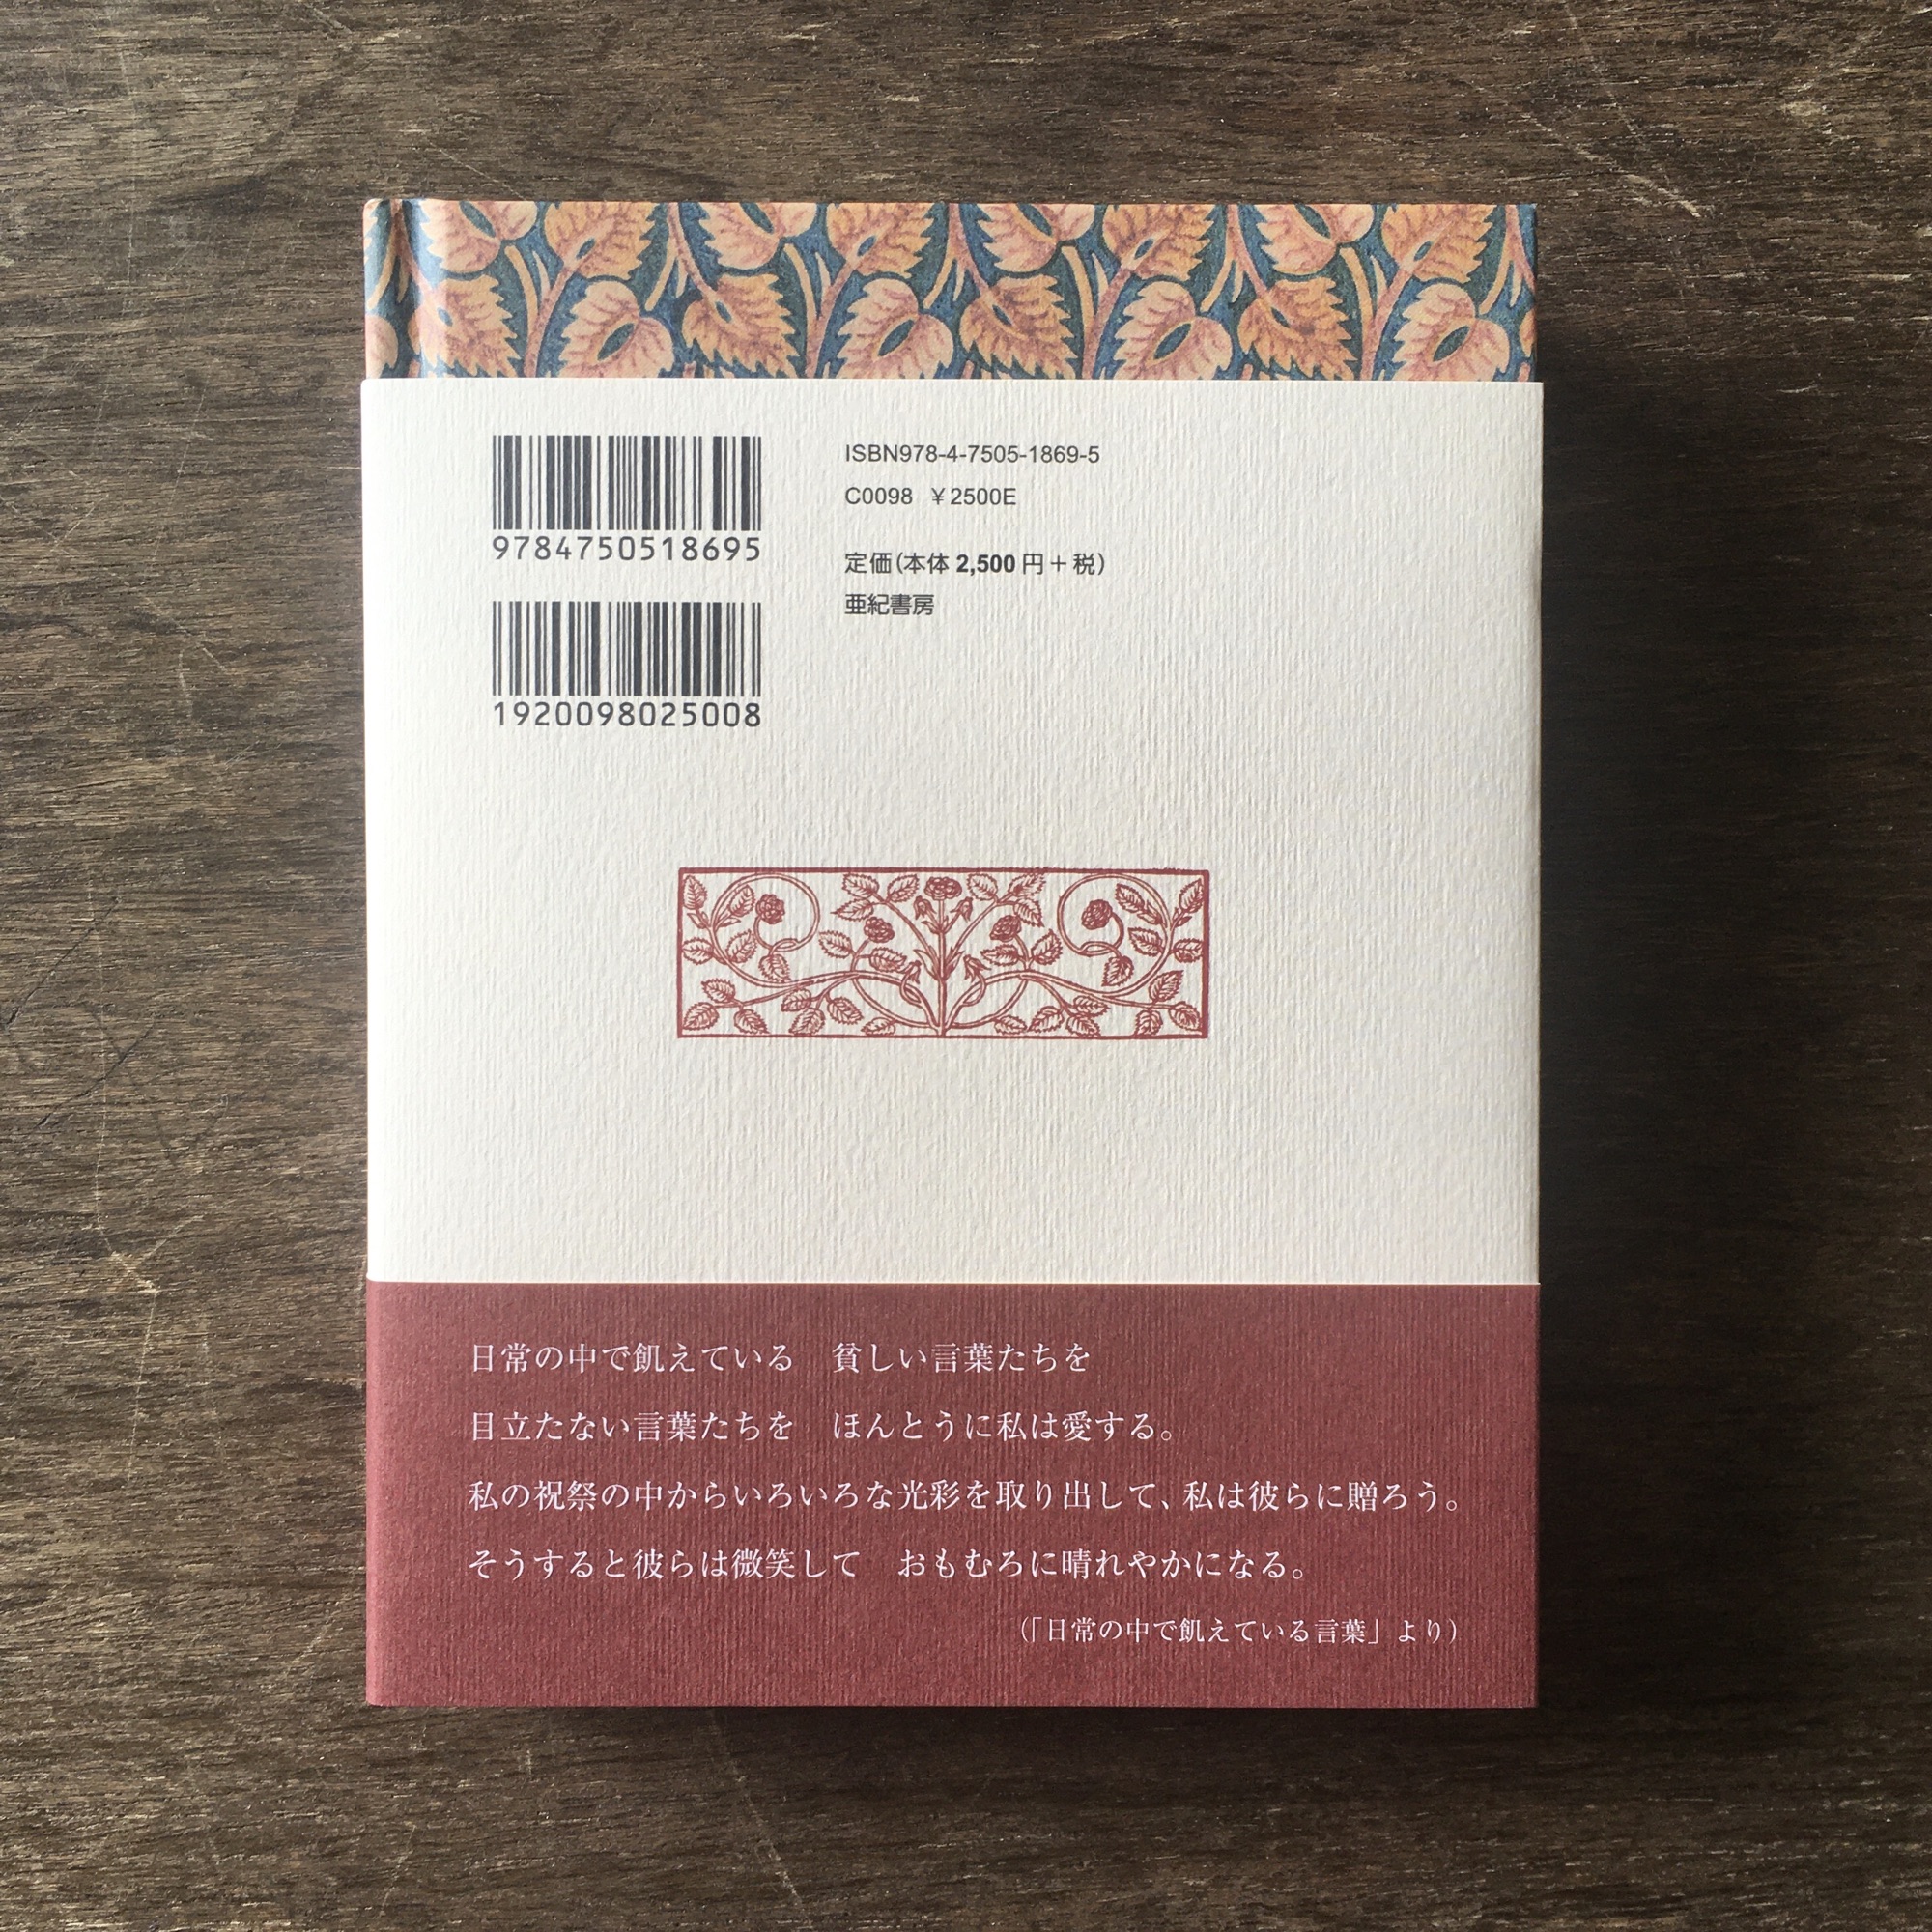 9784750518695
1920098025008
ISBN978-4-7505-1869-5
C0098 ￥2500E
定価(本体 2,500 円＋税)
亜紀書房
日常の中で飢えている　貧しい言葉たちを
目立たない言葉たちを　ほんとうに私は愛する。
私の祝祭の中からいろいろな光彩を取り出して、私は彼らに贈ろう。
そうすると彼らは微笑して　おもむろに晴れやかになる。
(「日常の中で飢えている言葉」より)